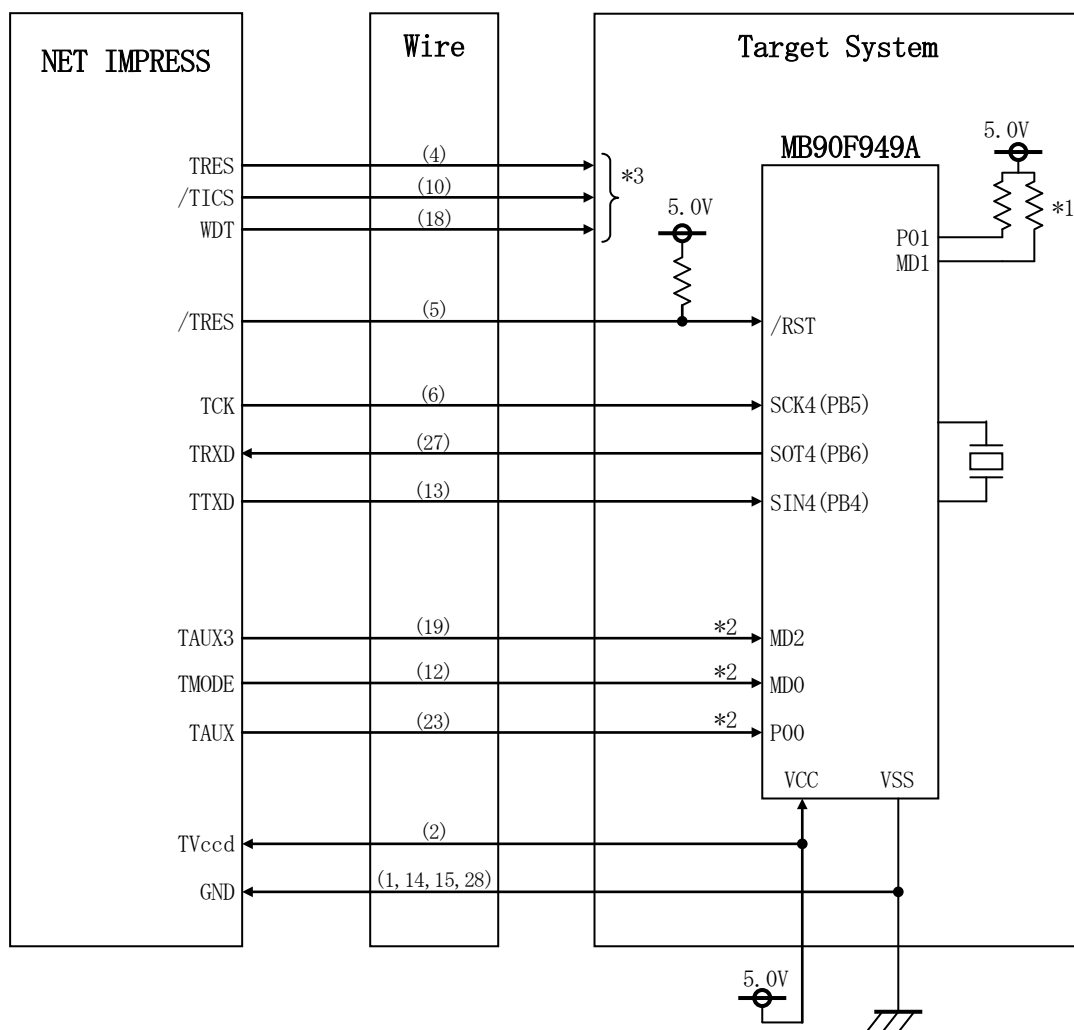 NET IMPRESS
Wire
Target System
5.0V
MB90F949A
TRES
(4)
*3
/TICS
(10)
WDT
(18)
5.0V
*1
P01
MD1
/TRES
(5)
/RST
TCK
(6)
SCK4(PB5)
TRXD
(27)
SOT4(PB6)
TTXD
(13)
SIN4(PB4)
TAUX3
(19)
*2
MD2
TMODE
(12)
*2
MD0
TAUX
(23)
*2
P00
VCC
VSS
TVccd
(2)
GND
(1,14,15,28)
5.0V